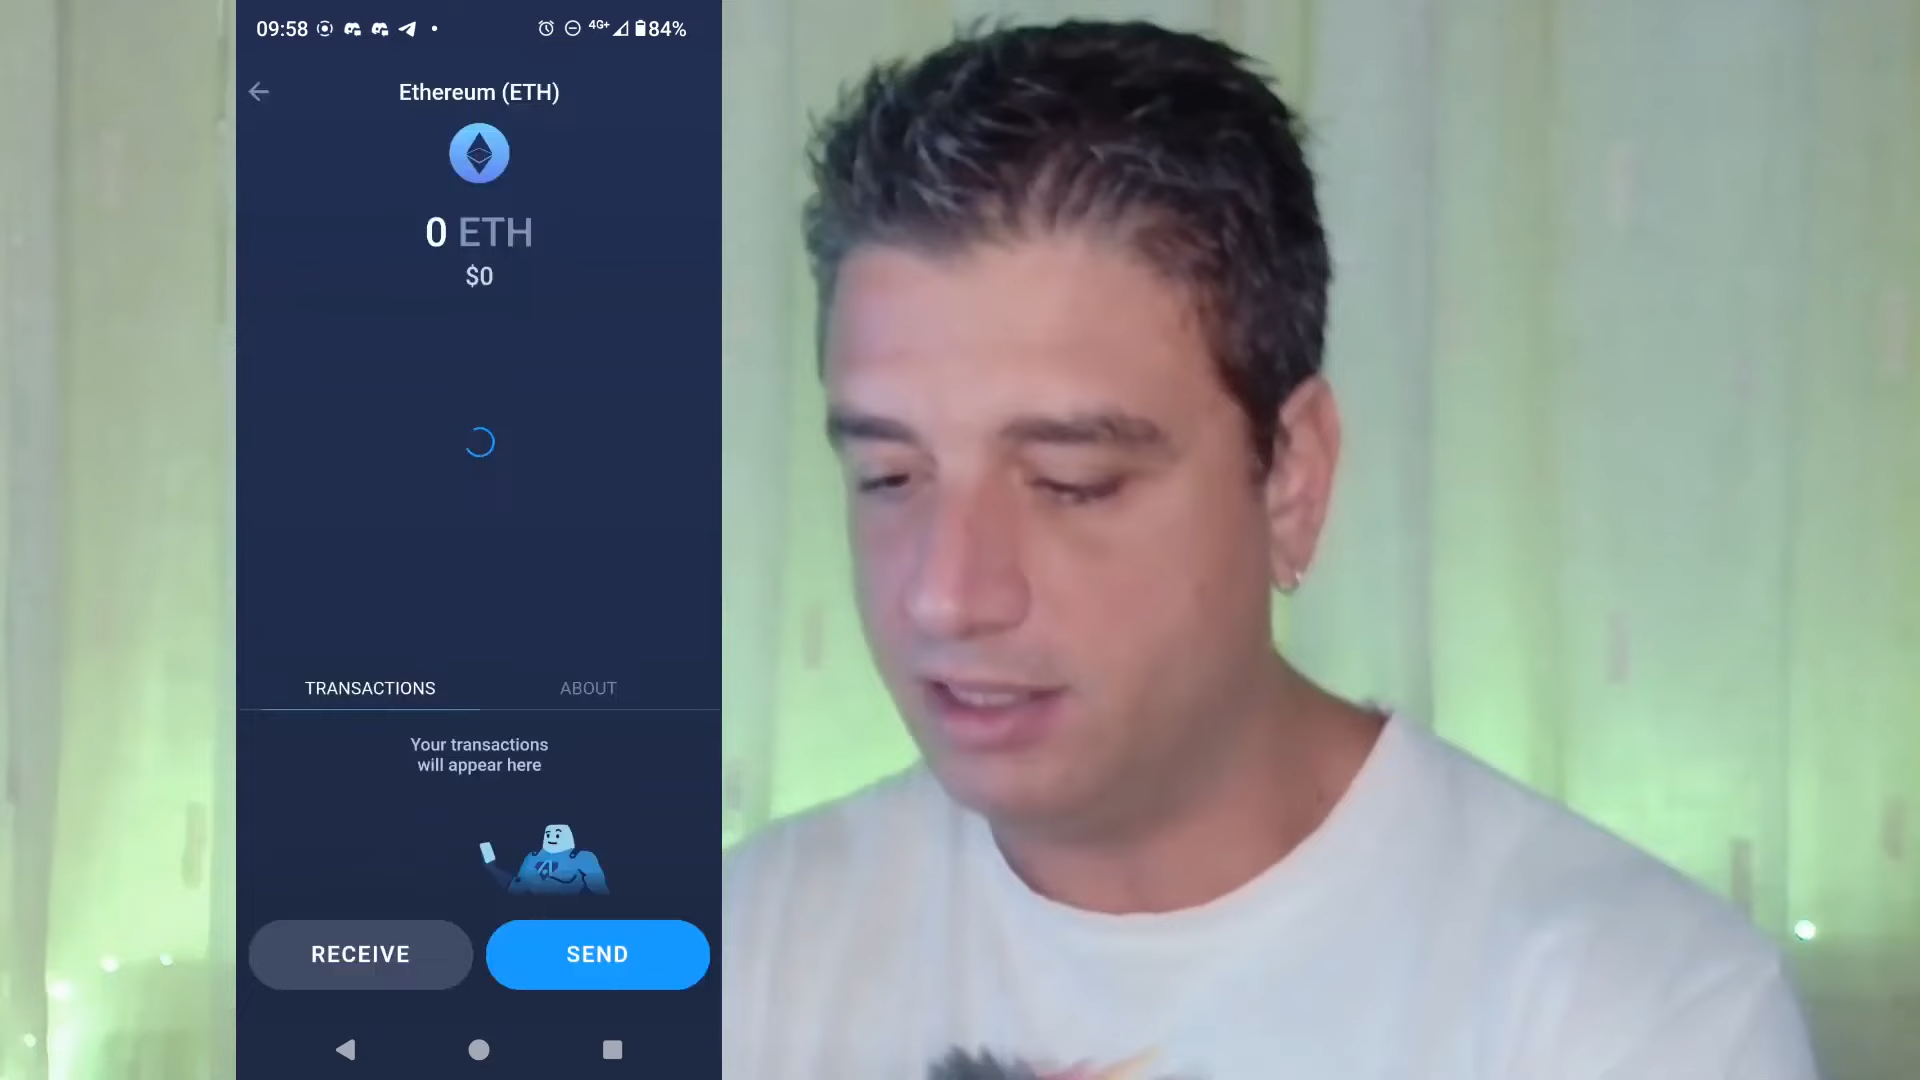 09:58
4G+
84%
Ethereum (ETH)
0 ETH
$0
TRANSACTIONS
ABOUT
Your transactions
will appear here
RECEIVE
SEND